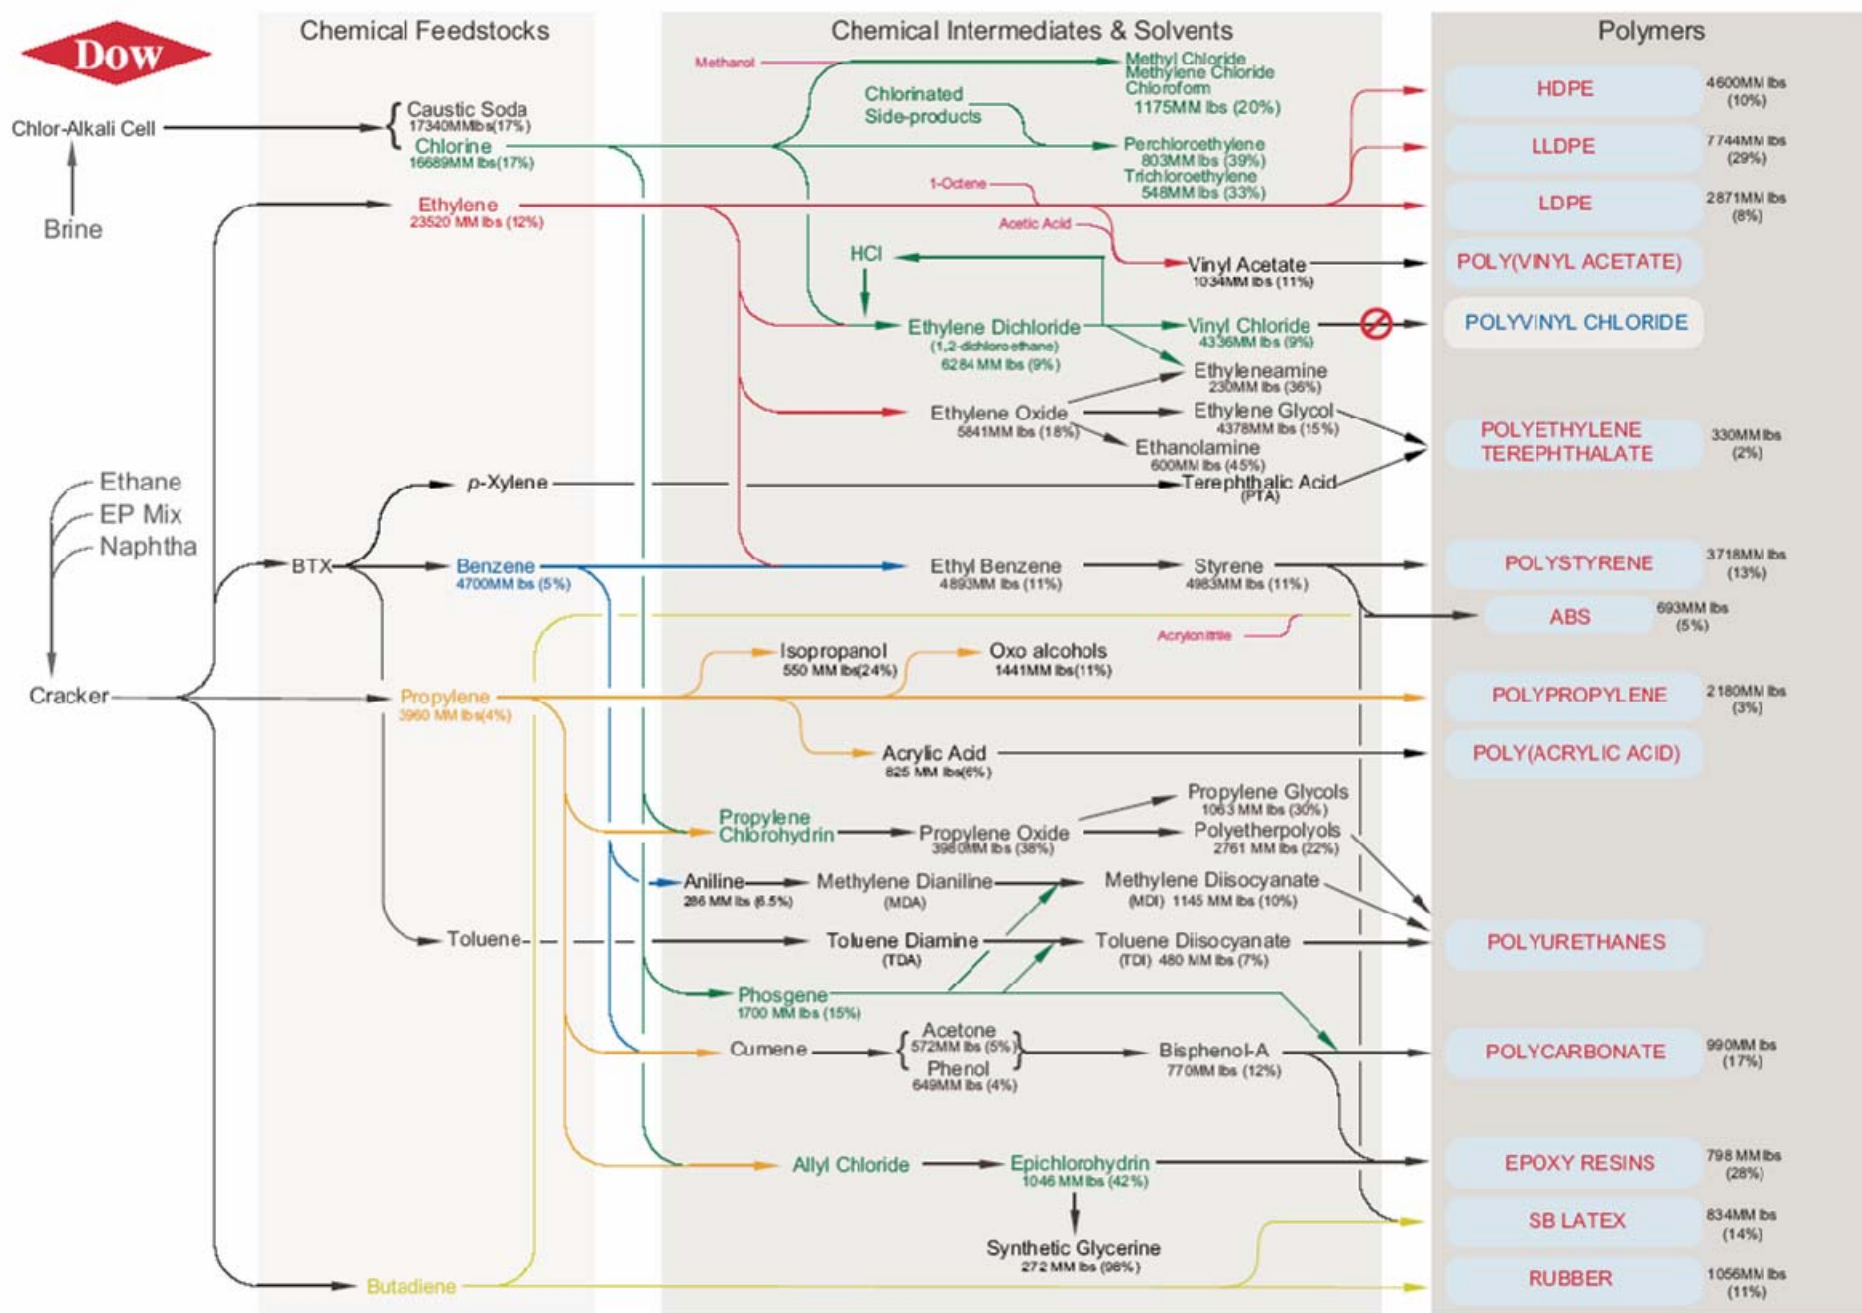 Dow
Chemical Feedstocks
Chemical Intermediates & Solvents
Polymers
Chlor-Alkali Cell
Brine
Ethane
EP Mix
Naphtha
Cracker
Caustic Soda
17340MMlbs(17%)
Chlorine
16689MM lbs(17%)
Ethylene
23520 MM lbs (12%)
BTX
p-Xylene
Benzene
4700MM lbs (5%)
Propylene
3960 MM lbs(4%)
Toluene
Butadiene
Methanol
Methyl Chloride
Methylene Chloride
Chloroform
1175MM lbs (20%)
Chlorinated
Side-products
Perchloroethylene
803MM lbs (39%)
Trichloroethylene
548MM lbs (33%)
1-Octene
Acetic Acid
HCl
Vinyl Acetate
1034MM lbs (11%)
Ethylene Dichloride
(1,2-dichloroethane)
6284 MM lbs (9%)
Vinyl Chloride
4336MM lbs (9%)
Ethyleneamine
230MM lbs (36%)
Ethylene Oxide
5841MM lbs (18%)
Ethylene Glycol
4378MM lbs (15%)
Ethanolamine
600MM lbs (45%)
Terephthalic Acid
(PTA)
Ethyl Benzene
4893MM lbs (11%)
Styrene
4983MM lbs (11%)
Acrylonitrile
Isopropanol
550 MM lbs(24%)
Oxo alcohols
1441MM lbs(11%)
Acrylic Acid
825 MM lbs(6%)
Propylene
Chlorohydrin
Propylene Oxide
3980MM lbs (38%)
Propylene Glycols
1063 MM lbs (30%)
Polyetherpolyols
2761 MM lbs (22%)
Aniline
286 MM lbs (6.5%)
Methylene Dianiline
(MDA)
Methylene Diisocyanate
(MDI) 1145 MM lbs (10%)
Toluene Diamine
(TDA)
Toluene Diisocyanate
(TDI) 480 MM lbs (7%)
Phosgene
1700 MM lbs (15%)
Cumene
Acetone
572MM lbs (5%)
Phenol
649MM lbs (4%)
Bisphenol-A
770MM lbs (12%)
Allyl Chloride
Epichlorohydrin
1046 MMlbs (42%)
Synthetic Glycerine
272 MM lbs (98%)
HDPE
4600MM lbs
(10%)
LLDPE
7744MM lbs
(29%)
LDPE
2871MM lbs
(8%)
POLY(VINYL ACETATE)
POLYVINYL CHLORIDE
POLYETHYLENE
TEREPHTHALATE
330MM lbs
(2%)
POLYSTYRENE
3718MM lbs
(13%)
ABS
693MM lbs
(5%)
POLYPROPYLENE
2180MM lbs
(3%)
POLY(ACRYLIC ACID)
POLYURETHANES
POLYCARBONATE
990MM lbs
(17%)
EPOXY RESINS
798 MM lbs
(28%)
SB LATEX
834MM lbs
(14%)
RUBBER
1056MM lbs
(11%)